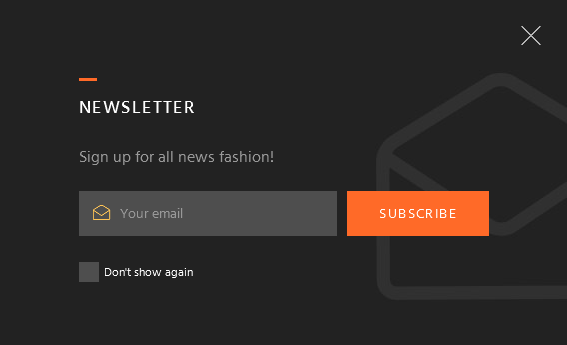 NEWSLETTER
Sign up for all news fashion!
Your email
SUBSCRIBE
Don't show again